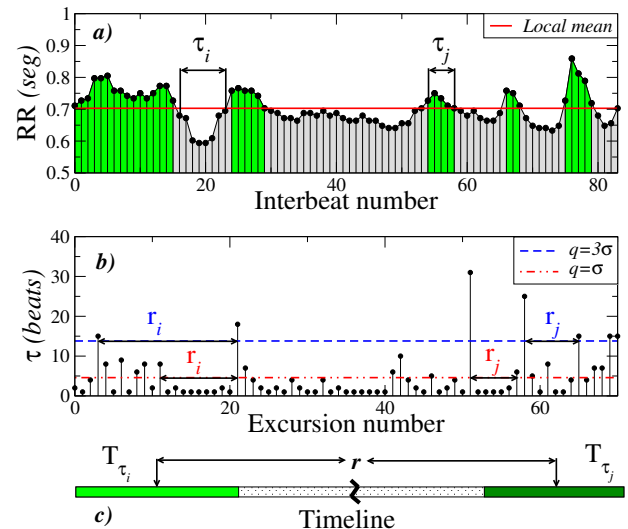 a)
Local mean
τi
τj
RR (seg)
1
0.9
0.8
0.7
0.6
0.5
0 20 40 60 80
Interbeat number
b)
q=3σ
q=σ
τ (beats)
40
30
20
10
0
ri
rj
ri
rj
0 20 40 60
Excursion number
Tτi
r
Tτj
c)
Timeline